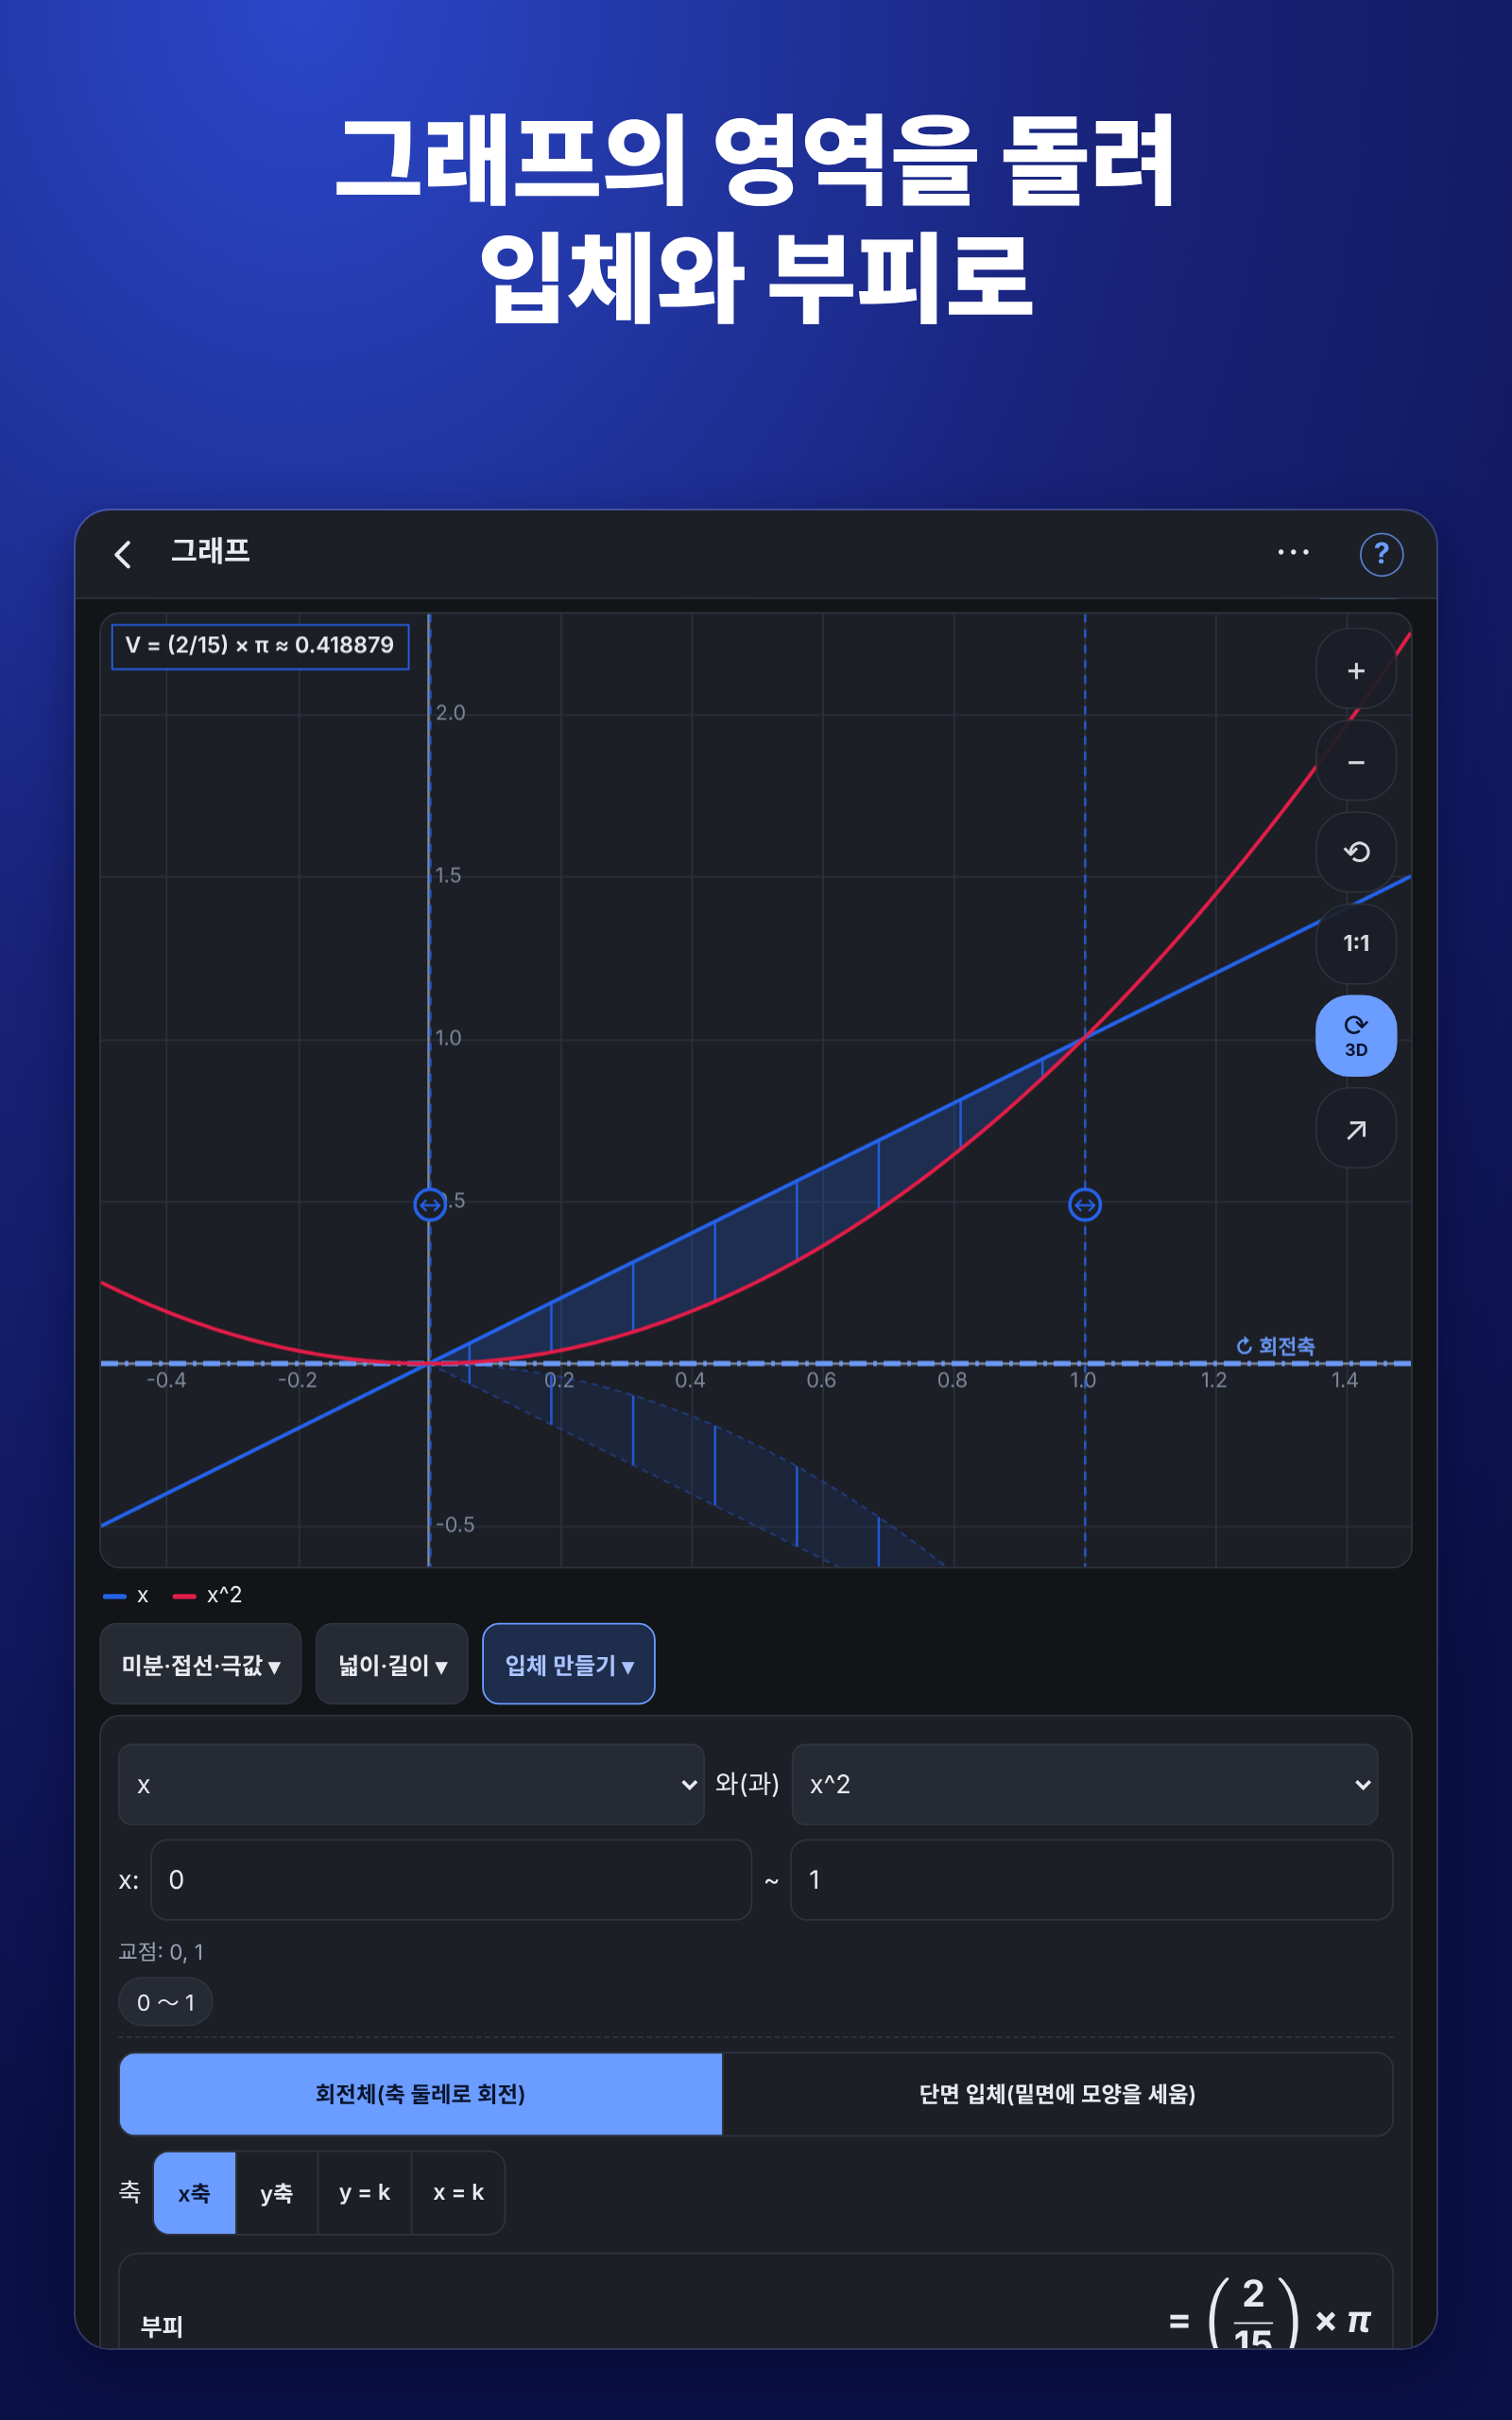 그래프의 영역을 돌려
입체와 부피로
그래프
···
?
V = (2/15) × π ≈ 0.418879
+
−
⟲
1:1
⟳
3D
↗
2.0
1.5
1.0
.5
↻ 회전축
-0.4 -0.2 0.2 0.4 0.6 0.8 1.0 1.2 1.4
-0.5
x x^2
미분·접선·극값 ▾ 넓이·길이 ▾ 입체 만들기 ▾
x 와(과) x^2
x: 0 ~ 1
교점: 0, 1
0 ～ 1
회전체(축 둘레로 회전) 단면 입체(밑면에 모양을 세움)
축 x축 y축 y = k x = k
부피 = (2/15) × π